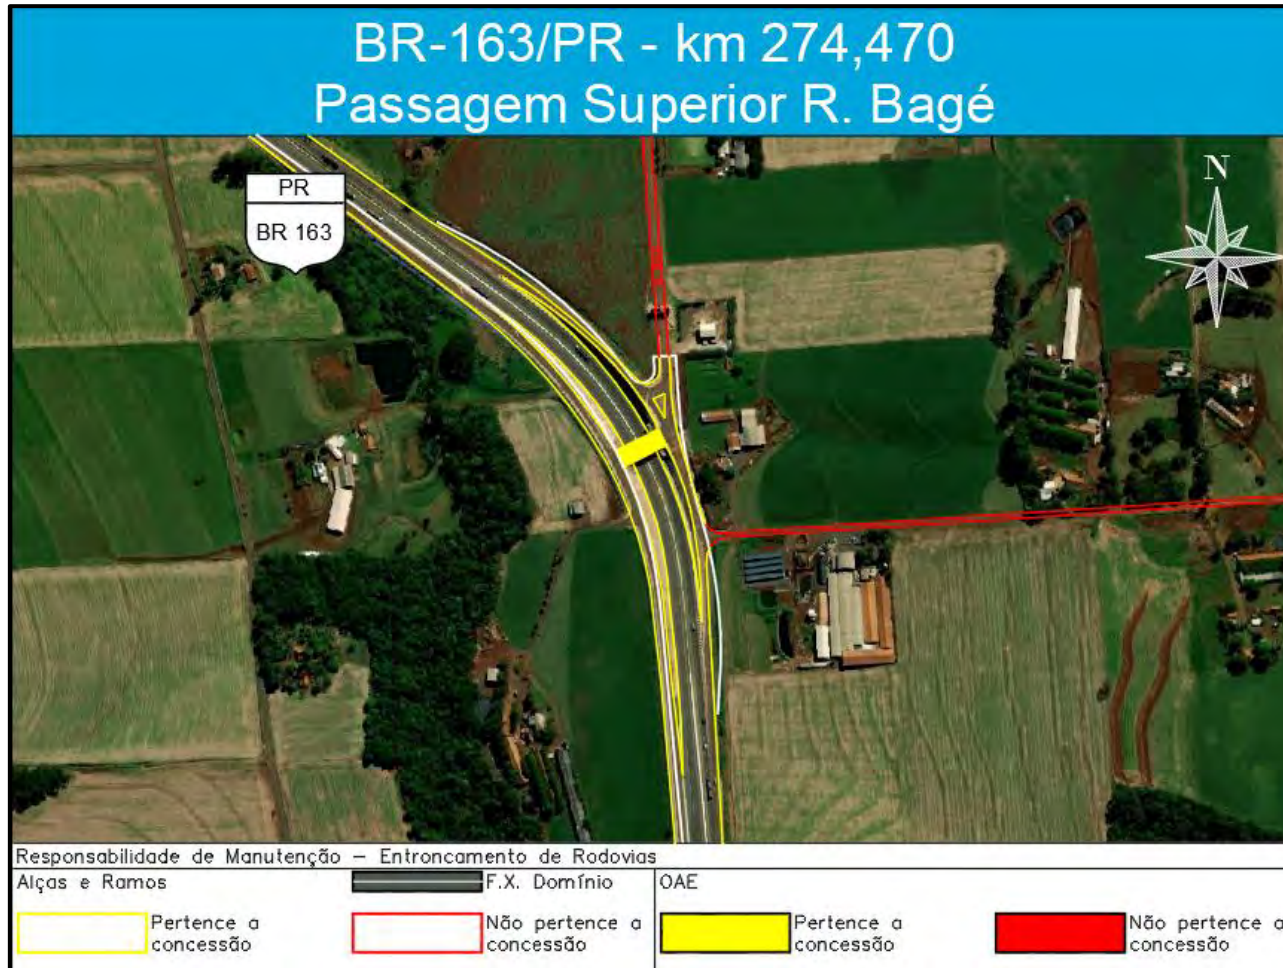 BR-163/PR - km 274,470
Passagem Superior R. Bagé
N
PR
BR 163
Responsabilidade de Manutenção – Entroncamento de Rodovias
Alças e Ramos
F.X. Domínio
OAE
Pertence a
concessão
Não pertence a
concessão
Pertence a
concessão
Não pertence a
concessão